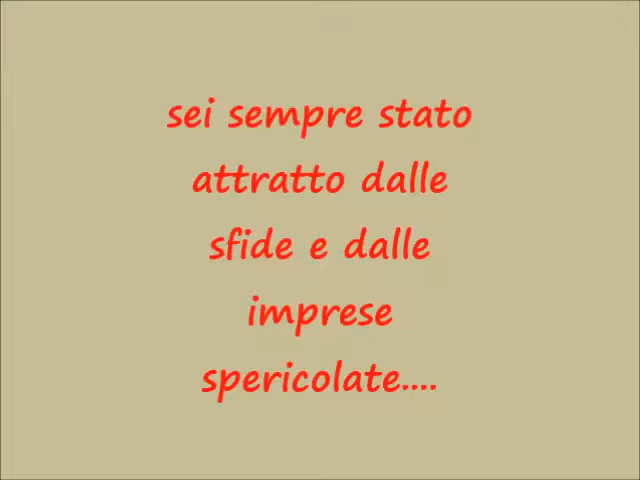 sei sempre stato
attratto dalle
sfide e dalle
imprese
spericolate....